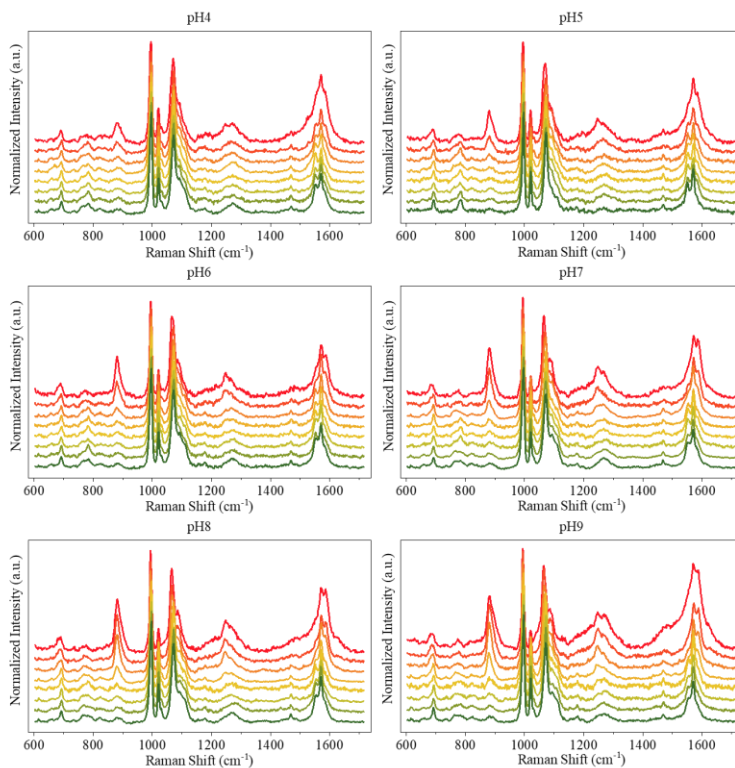 pH4
pH5
Normalized Intensity (a.u.)
Normalized Intensity (a.u.)
600 800 1000 1200 1400 1600
600 800 1000 1200 1400 1600
Raman Shift (cm⁻¹)
Raman Shift (cm⁻¹)
pH6
pH7
Normalized Intensity (a.u.)
Normalized Intensity (a.u.)
600 800 1000 1200 1400 1600
600 800 1000 1200 1400 1600
Raman Shift (cm⁻¹)
Raman Shift (cm⁻¹)
pH8
pH9
Normalized Intensity (a.u.)
Normalized Intensity (a.u.)
600 800 1000 1200 1400 1600
600 800 1000 1200 1400 1600
Raman Shift (cm⁻¹)
Raman Shift (cm⁻¹)